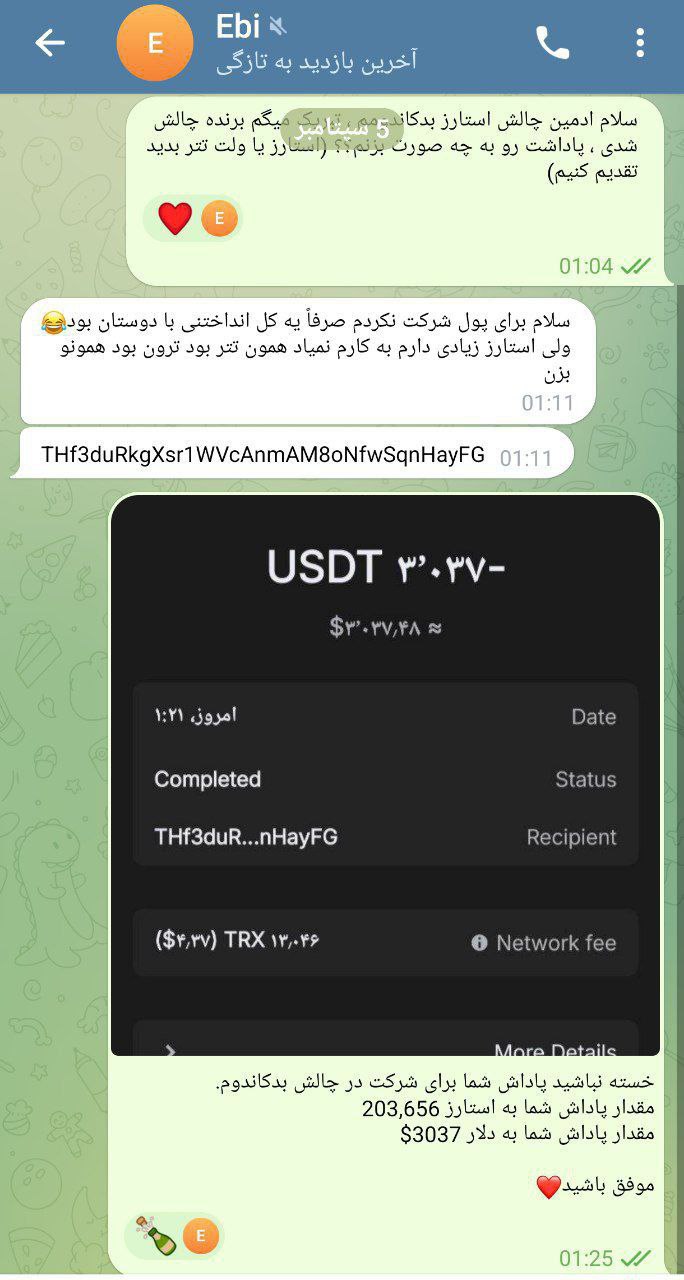 Ebi
آخرین بازدید به تازگی
5 سپتامبر
سلام ادمین چالش استارز بدکاندومم ، تبریک میگم برنده چالش
شدی ، پاداشت رو به چه صورت بزنم؟؟ (استارز یا ولت تتر بدید
تقدیم کنیم)
E
01:04
سلام برای پول شرکت نکردم صرفاً یه کل انداختنی با دوستان بود😂
ولی استارز زیادی دارم به کارم نمیاد همون تتر بود ترون بود همونو
بزن
01:11
THf3duRkgXsr1WVcAnmAM8oNfwSqnHayFG 01:11
USDT ۳٬۰۳۷-
$۳٬۰۳۷٫۴۸ ≈
Date امروز، ۱:۲۱
Status Completed
Recipient THf3duR...nHayFG
Network fee ($۴٫۳۷) TRX ۱۳٫۰۴۶
More Details
خسته نباشید پاداش شما برای شرکت در چالش بدکاندوم.
مقدار پاداش شما به استارز 203,656
مقدار پاداش شما به دلار 3037$
موفق باشید❤️
E
01:25